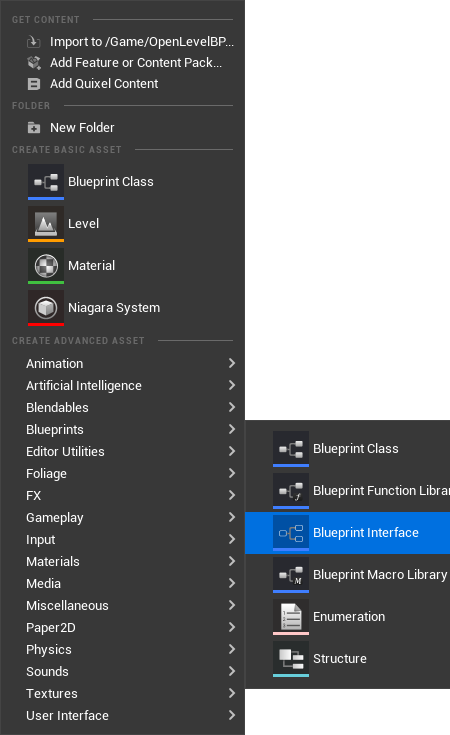 GET CONTENT
Import to /Game/OpenLevelBP...
Add Feature or Content Pack...
Add Quixel Content
FOLDER
New Folder
CREATE BASIC ASSET
Blueprint Class
Level
Material
Niagara System
CREATE ADVANCED ASSET
Animation
Artificial Intelligence
Blendables
Blueprints
Editor Utilities
Foliage
FX
Gameplay
Input
Materials
Media
Miscellaneous
Paper2D
Physics
Sounds
Textures
User Interface
Blueprint Class
Blueprint Function Librar
Blueprint Interface
Blueprint Macro Library
Enumeration
Structure